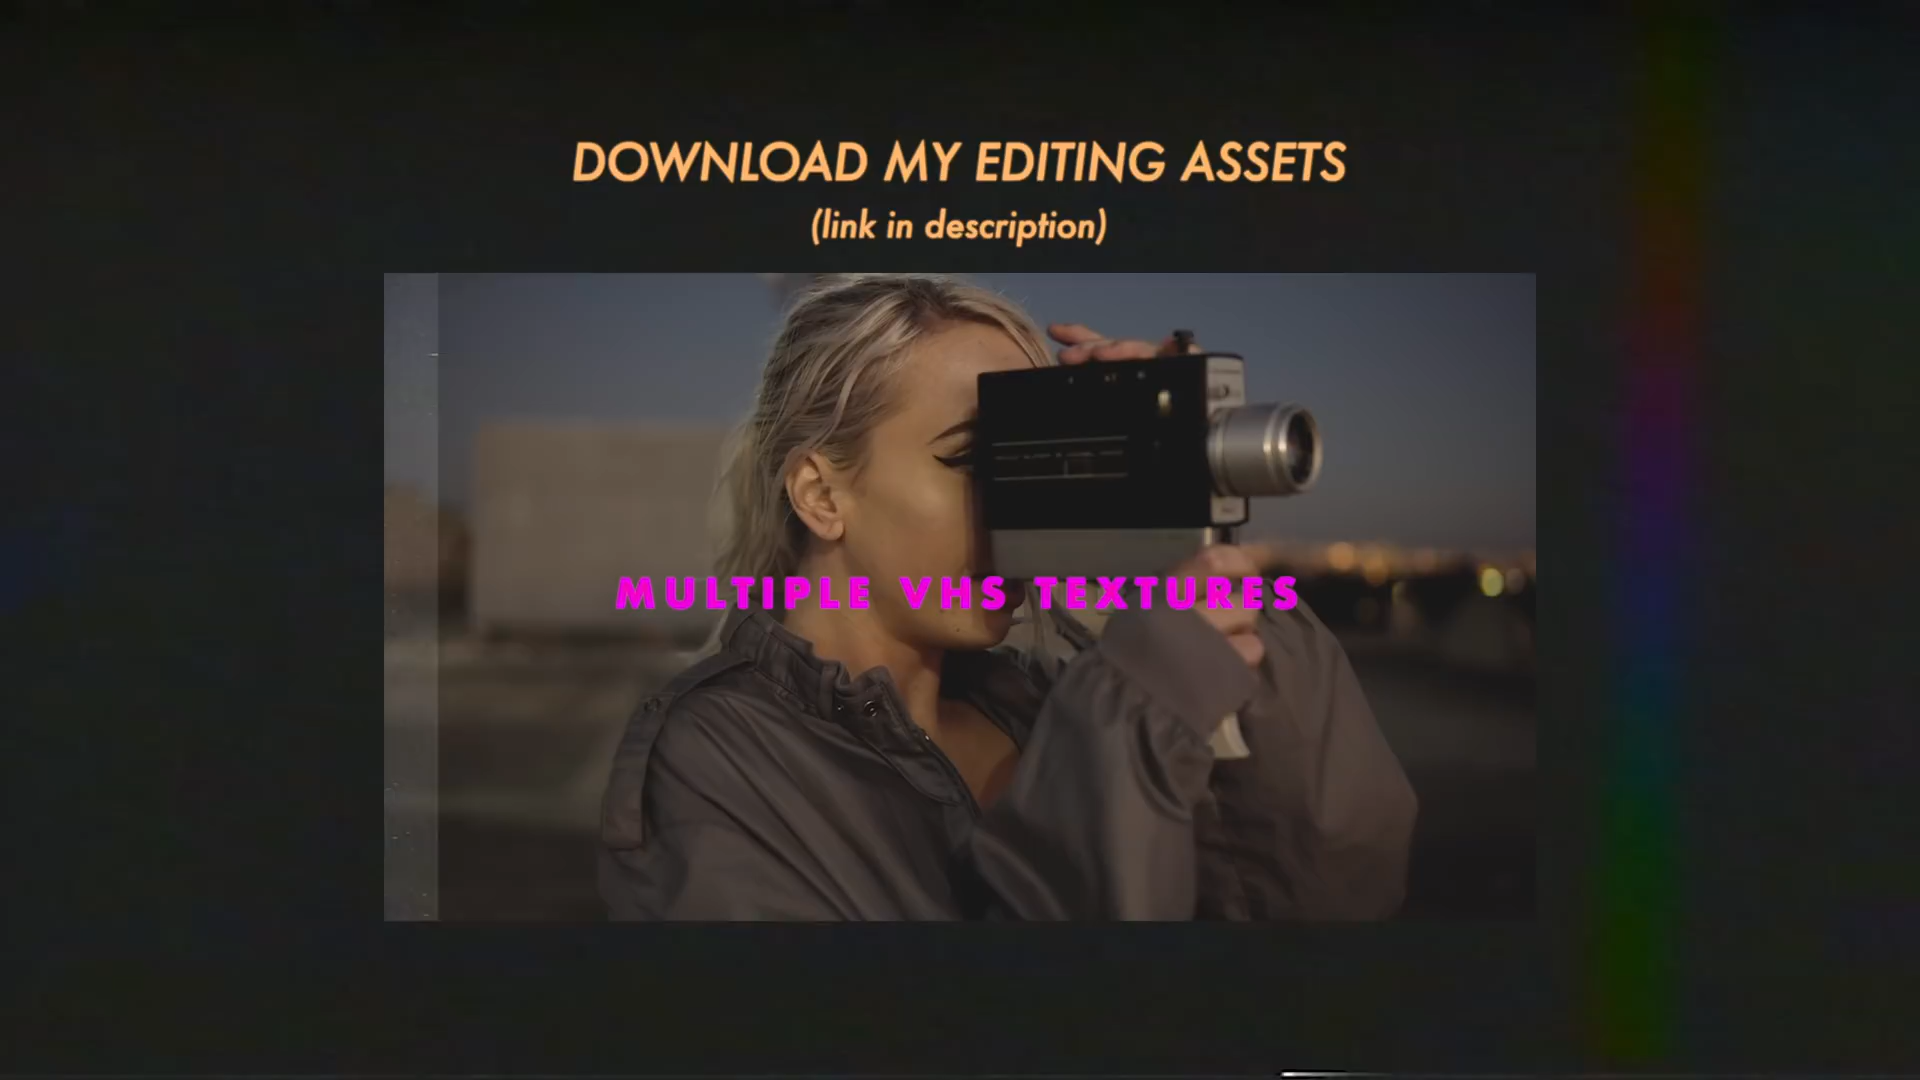 DOWNLOAD MY EDITING ASSETS
(link in description)
MULTIPLE VHS TEXTURES